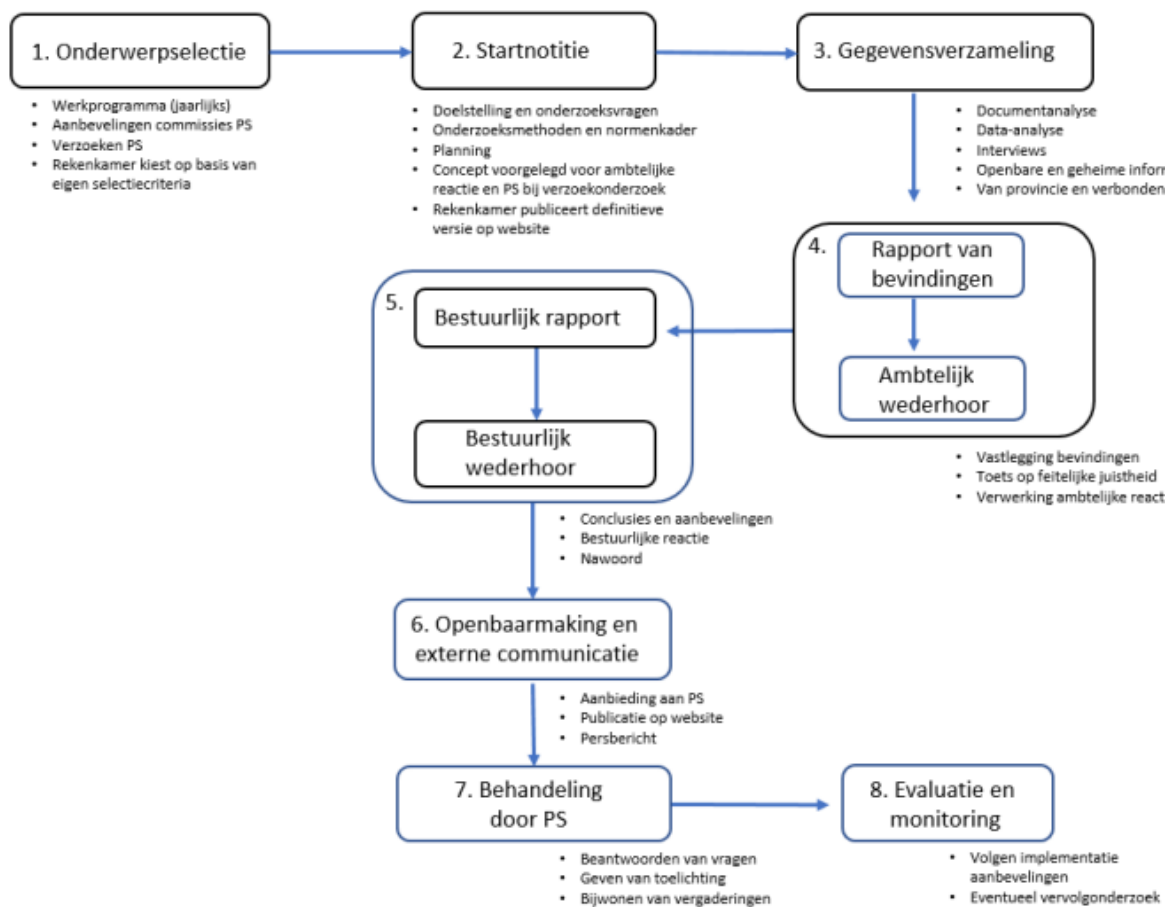 1. Onderwerpselectie
• Werkprogramma (jaarlijks)
• Aanbevelingen commissies PS
• Verzoeken PS
• Rekenkamer kiest op basis van
eigen selectiecriteria
2. Startnotitie
• Doelstelling en onderzoeksvragen
• Onderzoeksmethoden en normenkader
• Planning
• Concept voorgelegd voor ambtelijke
reactie en PS bij verzoekonderzoek
• Rekenkamer publiceert definitieve
versie op website
3. Gegevensverzameling
• Documentanalyse
• Data-analyse
• Interviews
• Openbare en geheime inform
• Van provincie en verbonden
4.
Rapport van
bevindingen
Ambtelijk
wederhoor
• Vastlegging bevindingen
• Toets op feitelijke juistheid
• Verwerking ambtelijke react
5.
Bestuurlijk rapport
Bestuurlijk
wederhoor
• Conclusies en aanbevelingen
• Bestuurlijke reactie
• Nawoord
6. Openbaarmaking en
externe communicatie
• Aanbieding aan PS
• Publicatie op website
• Persbericht
7. Behandeling
door PS
• Beantwoorden van vragen
• Geven van toelichting
• Bijwonen van vergaderingen
8. Evaluatie en
monitoring
• Volgen implementatie
aanbevelingen
• Eventueel vervolgonderzoek